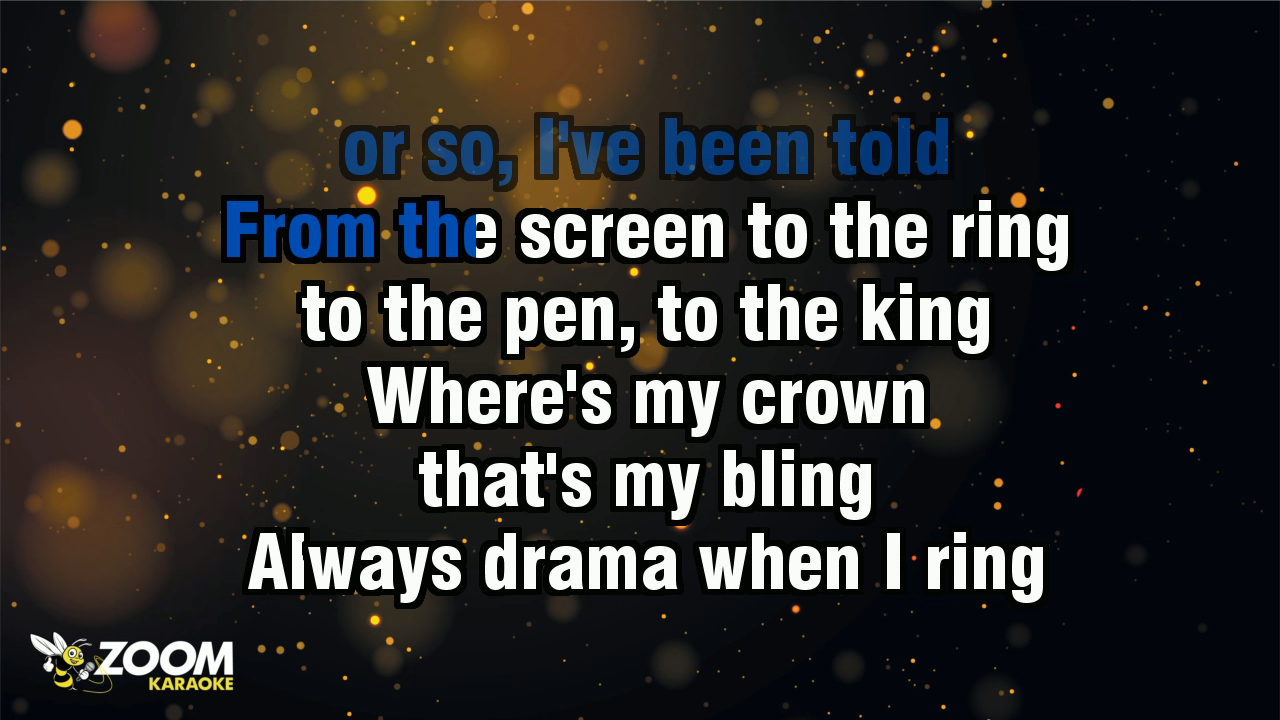 or so, I've been told
From the screen to the ring
to the pen, to the king
Where's my crown
that's my bling
Always drama when I ring
ZOOM
KARAOKE